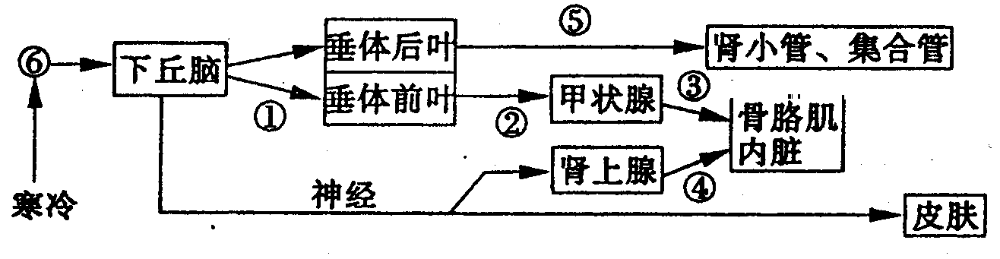 ⑤
垂体后叶
肾小管、集合管
⑥
下丘脑
垂体前叶
甲状腺
③
①
②
骨胳肌
内脏
肾上腺
④
寒冷
神经
皮肤